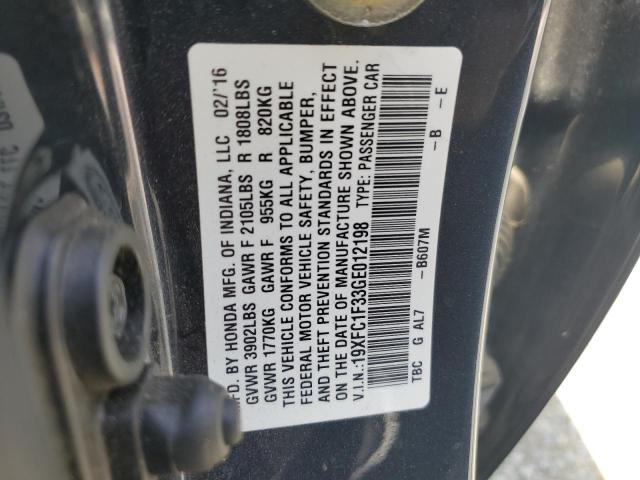 MFD. BY HONDA MFG. OF INDIANA, LLC 02/'16
GVWR 3902LBS GAWR F 2105LBS R 1808LBS
GVWR 1770KG GAWR F 955KG R 820KG
THIS VEHICLE CONFORMS TO ALL APPLICABLE
FEDERAL MOTOR VEHICLE SAFETY, BUMPER,
AND THEFT PREVENTION STANDARDS IN EFFECT
ON THE DATE OF MANUFACTURE SHOWN ABOVE.
V.I.N.:19XFC1F33GE012198 TYPE: PASSENGER CAR
TBC G AL7 -B607M -B -E